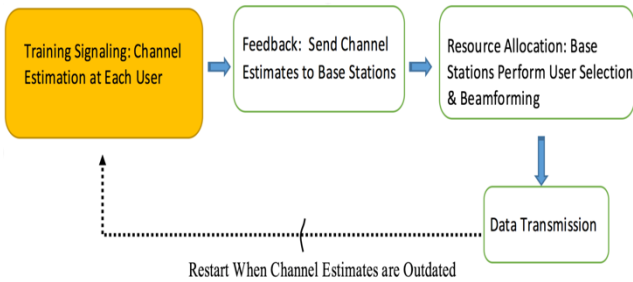 Training Signaling: Channel
Estimation at Each User
Feedback: Send Channel
Estimates to Base Stations
Resource Allocation: Base
Stations Perform User Selection
& Beamforming
Data Transmission
Restart When Channel Estimates are Outdated